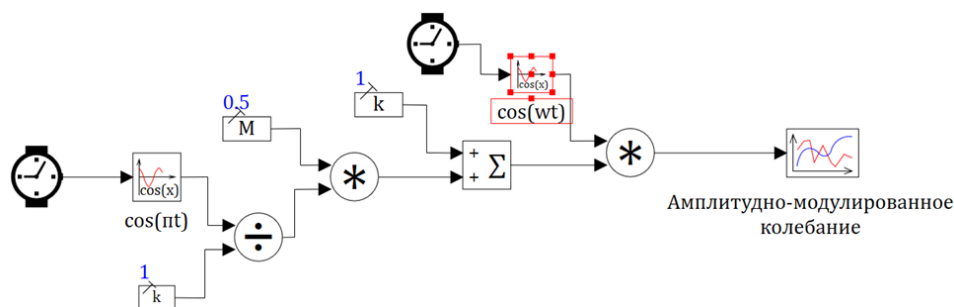 1
k
cos(x)
cos(wt)
0.5
M
+
+
Σ
*
*
cos(x)
cos(πt)
÷
1
k
Амплитудно-модулированное
колебание